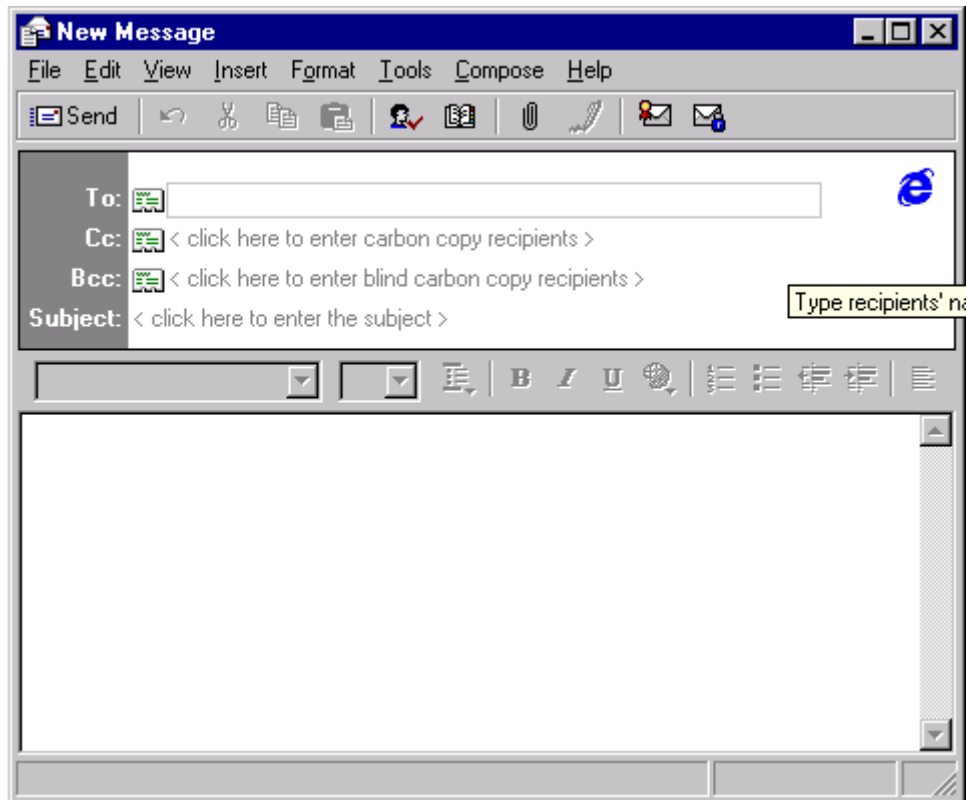 New Message
File Edit View Insert Format Tools Compose Help
Send
To:
Cc: < click here to enter carbon copy recipients >
Bcc: < click here to enter blind carbon copy recipients >
Type recipients'
Subject: < click here to enter the subject >
B I U